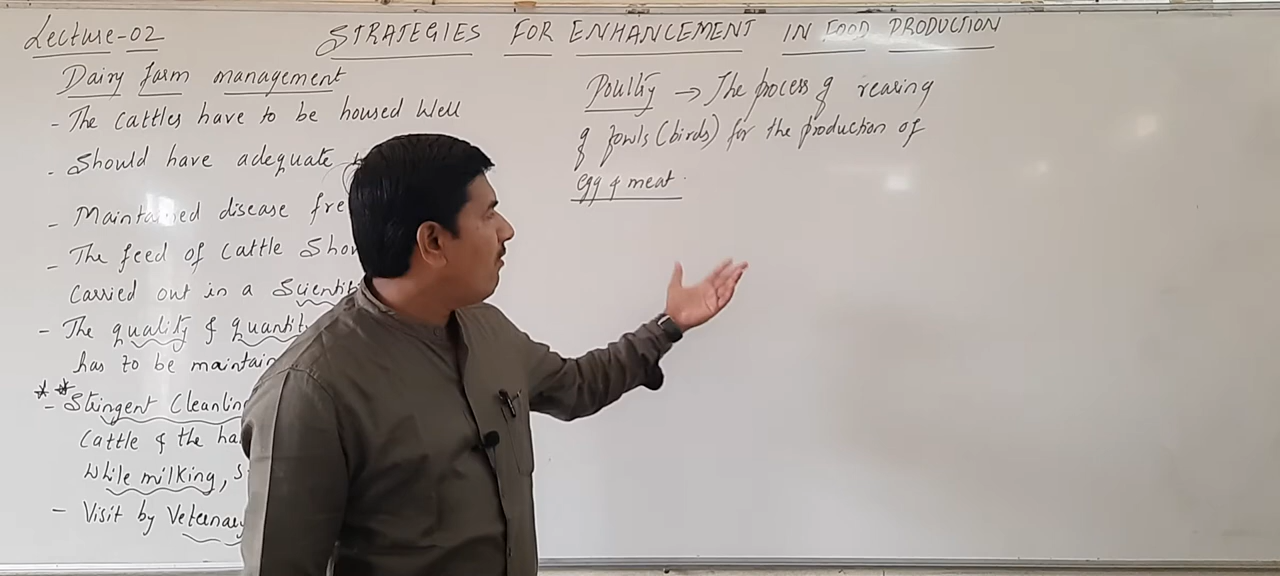 Lecture-02
STRATEGIES FOR ENHANCEMENT IN FOOD PRODUCTION
Dairy farm management
- The cattles have to be housed well
- Should have adequate
- Maintained disease fre
- The feed of cattle Sho
Carried out in a Scientifi
- The quality & quantit
has to be maintain
** - Stringent Cleanlin
Cattle & the ha
while milking, s
- Visit by Veterenary
Poultry → The process of rearing
of fowls (birds) for the production of
egg & meat.